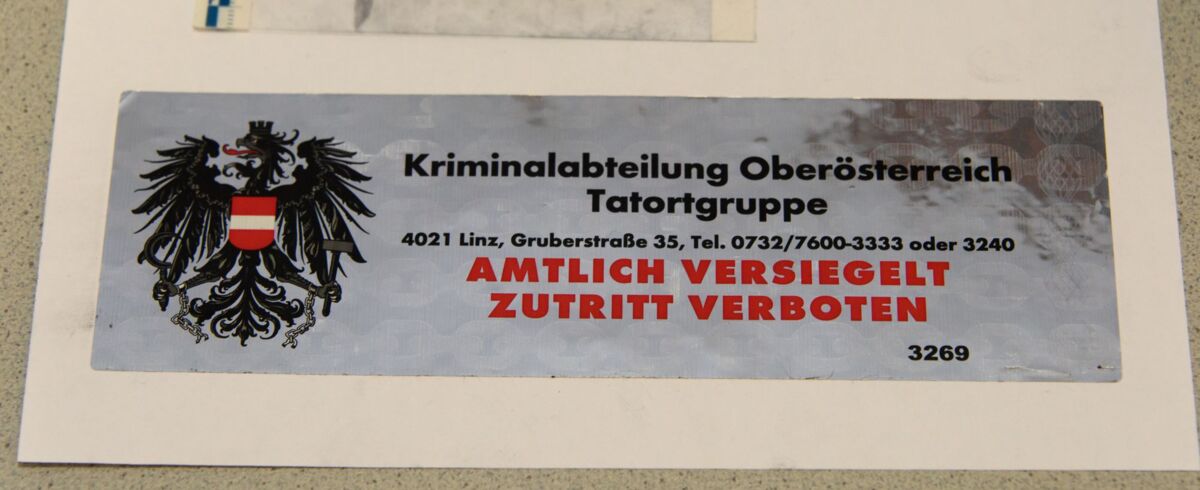 Kriminalabteilung Oberösterreich
Tatortgruppe
4021 Linz, Gruberstraße 35, Tel. 0732/7600-3333 oder 3240
AMTLICH VERSIEGELT
ZUTRITT VERBOTEN
3269